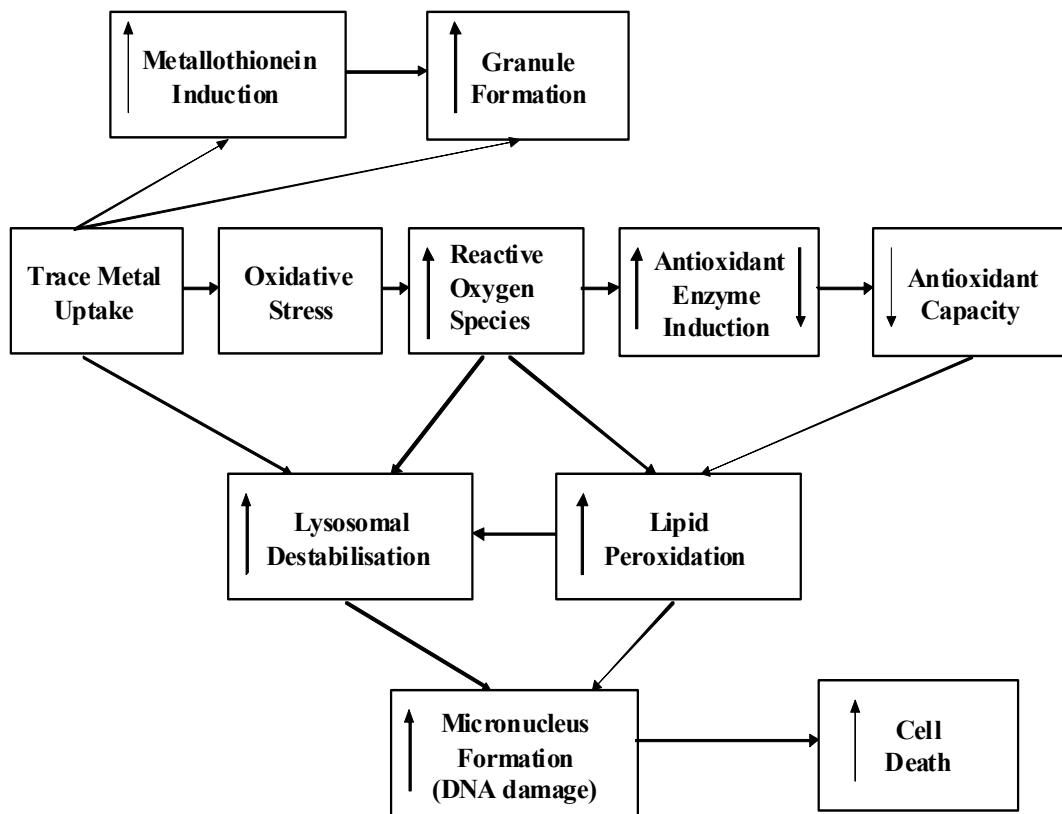 Metallothionein
Induction
Granule
Formation
Trace Metal
Uptake
Oxidative
Stress
Reactive
Oxygen
Species
Antioxidant
Enzyme
Induction
Antioxidant
Capacity
Lysosomal
Destabilisation
Lipid
Peroxidation
Micronucleus
Formation
(DNA damage)
Cell
Death